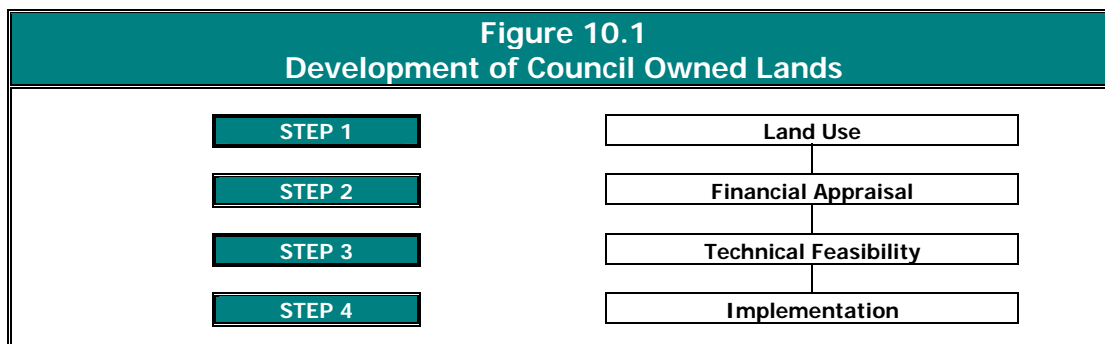 Figure 10.1
Development of Council Owned Lands
STEP 1 Land Use
STEP 2 Financial Appraisal
STEP 3 Technical Feasibility
STEP 4 Implementation